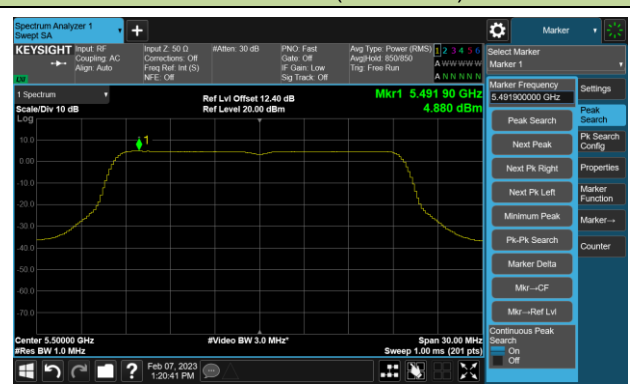 Spectrum Analyzer 1
Swept SA
+
Marker
KEYSIGHT
Input: RF
Coupling: AC
Align: Auto
Input Z: 50 Ω
Corrections: Off
Freq Ref: Int (S)
NFE: Off
#Atten: 30 dB
PNO: Fast
Gate: Off
IF Gain: Low
Sig Track: Off
Avg Type: Power (RMS)
Avg|Hold: 850/850
Trig: Free Run
1 2 3 4 5 6
A W W W W W
A N N N N N
Select Marker
Marker 1
1 Spectrum
Scale/Div 10 dB
Log
Ref Lvl Offset 12.40 dB
Ref Level 20.00 dBm
Mkr1 5.491 90 GHz
4.880 dBm
1
10.0
0.00
-10.0
-20.0
-30.0
-40.0
-50.0
-60.0
-70.0
Center 5.50000 GHz
#Res BW 1.0 MHz
#Video BW 3.0 MHz*
Span 30.00 MHz
Sweep 1.00 ms (201 pts)
Marker Frequency
5.491900000 GHz
Peak Search
Next Peak
Next Pk Right
Next Pk Left
Minimum Peak
Pk-Pk Search
Marker Delta
Mkr→CF
Mkr→Ref Lvl
Continuous Peak
Search
On
Off
Settings
Peak
Search
Pk Search
Config
Properties
Marker
Function
Marker→
Counter
?
Feb 07, 2023
1:20:41 PM